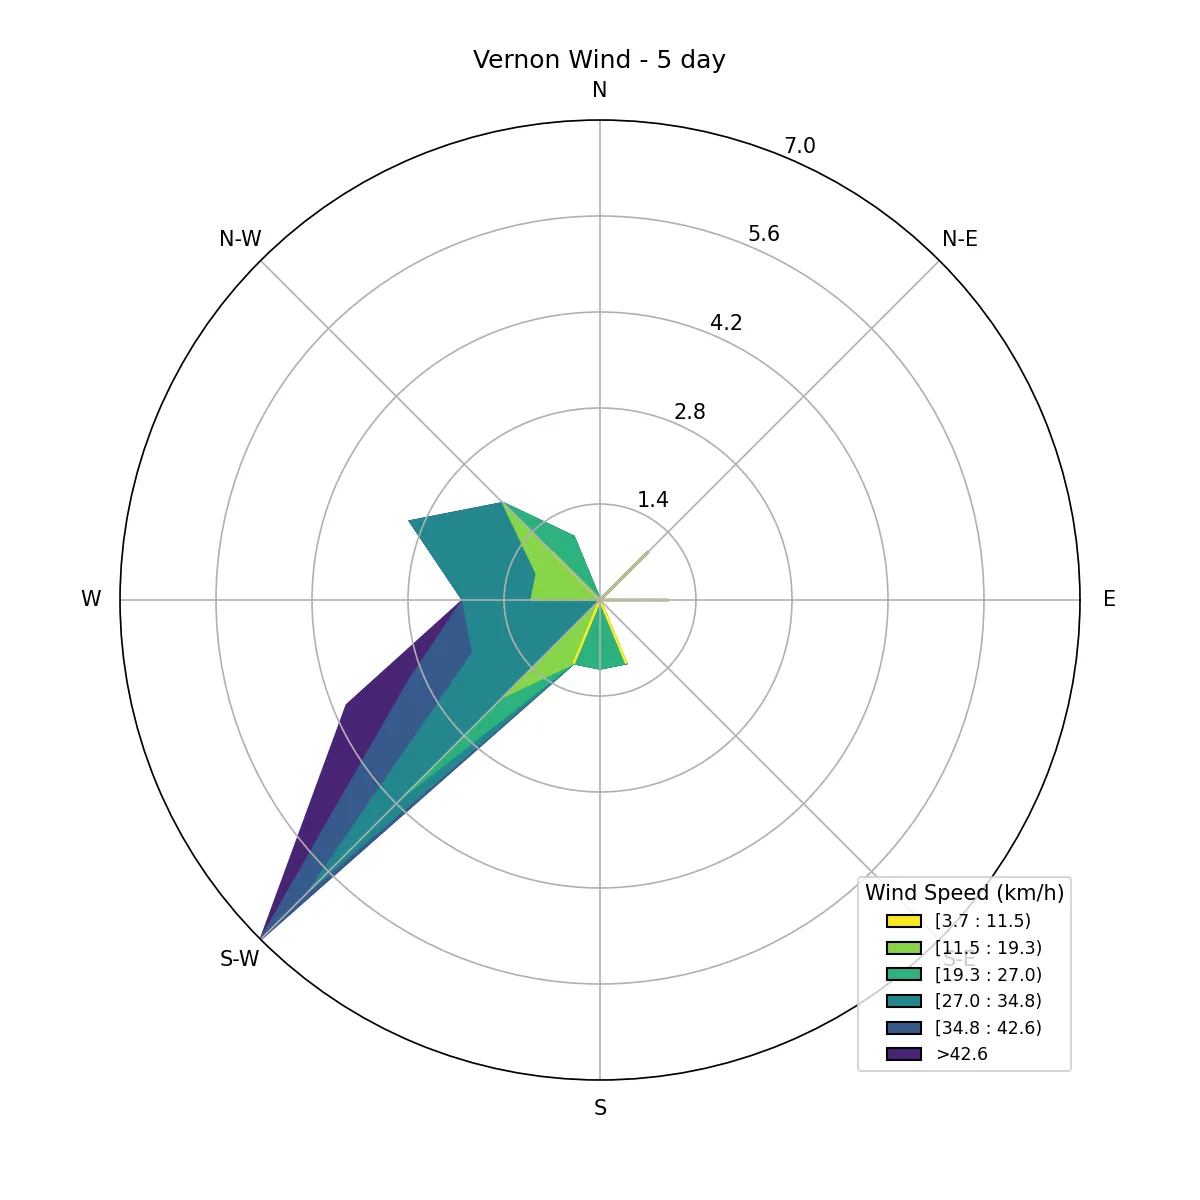 Vernon Wind - 5 day
N
7.0
N-W
5.6
N-E
4.2
2.8
1.4
W
E
S-W
S-E
Wind Speed (km/h)
[3.7 : 11.5)
[11.5 : 19.3)
[19.3 : 27.0)
[27.0 : 34.8)
[34.8 : 42.6)
>42.6
S